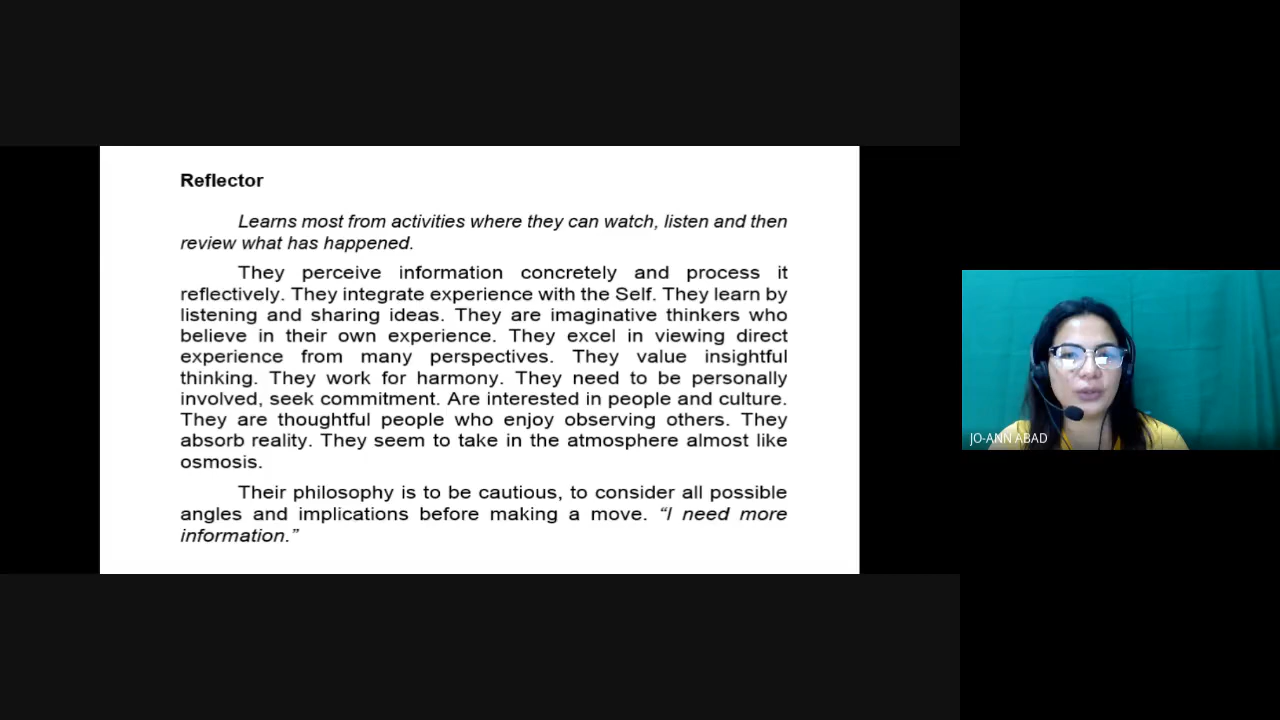 Reflector
Learns most from activities where they can watch, listen and then
review what has happened.
They perceive information concretely and process it
reflectively. They integrate experience with the Self. They learn by
listening and sharing ideas. They are imaginative thinkers who
believe in their own experience. They excel in viewing direct
experience from many perspectives. They value insightful
thinking. They work for harmony. They need to be personally
involved, seek commitment. Are interested in people and culture.
They are thoughtful people who enjoy observing others. They
absorb reality. They seem to take in the atmosphere almost like
osmosis.
Their philosophy is to be cautious, to consider all possible
angles and implications before making a move. “I need more
information.”
JO-ANN ABAD